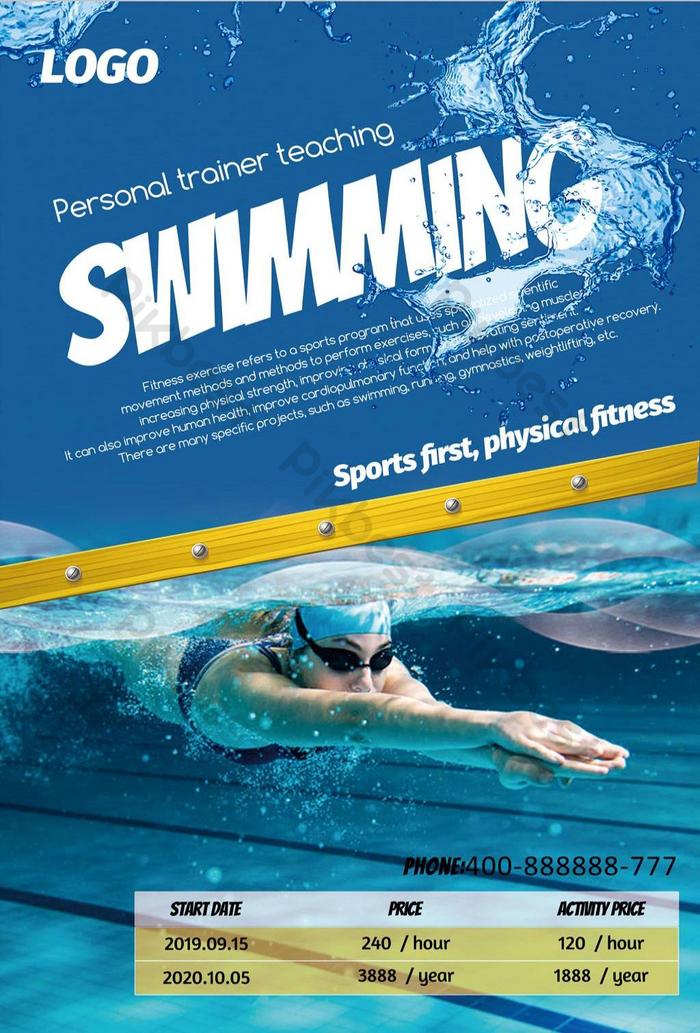 LOGO
Personal trainer teaching
SWIMMING
Fitness exercise refers to a sports program that uses specialized scientific
movement methods and methods to perform exercises, such as developing muscles,
increasing physical strength, improving physical form and cultivating sentiment.
It can also improve human health, improve cardiopulmonary function, and help with postoperative recovery.
There are many specific projects, such as swimming, running, gymnastics, weightlifting, etc.
Sports first, physical fitness
PHONE:400-888888-777
START DATE PRICE ACTIVITY PRICE
2019.09.15 240 / hour 120 / hour
2020.10.05 3888 / year 1888 / year